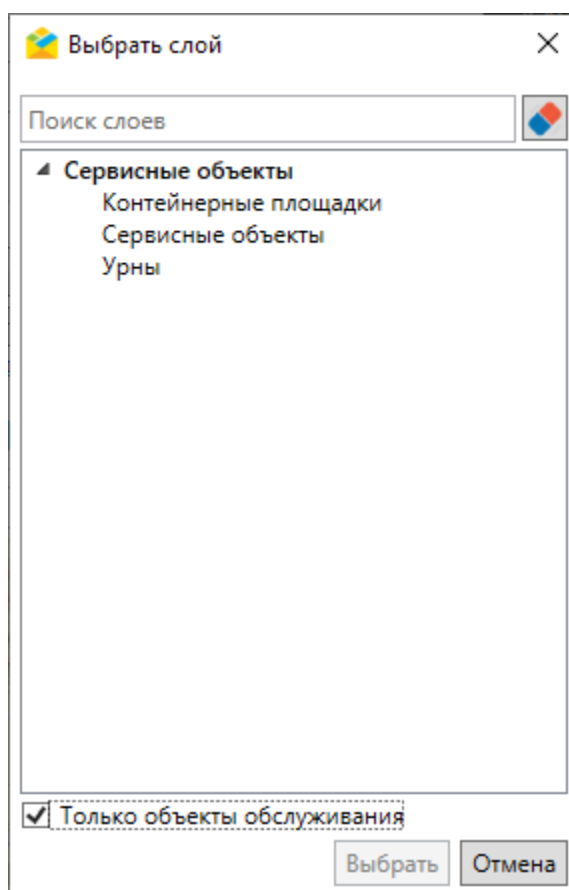 Выбрать слой
Поиск слоев
Сервисные объекты
Контейнерные площадки
Сервисные объекты
Урны
Только объекты обслуживания
Выбрать Отмена